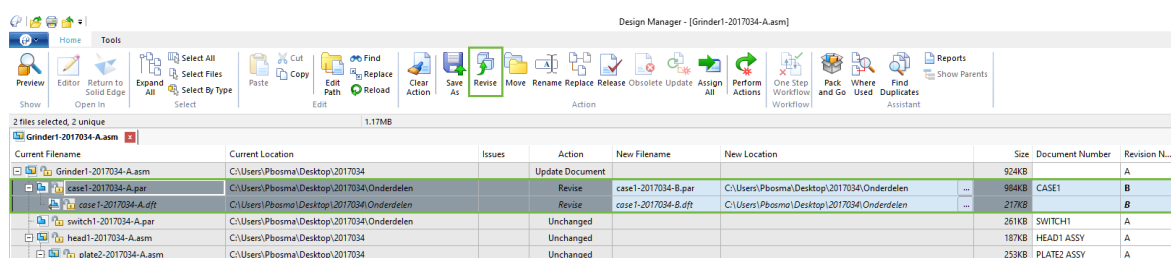 Design Manager - [Grinder1-2017034-A.asm]
Home Tools
Preview Editor Return to Solid Edge Expand All Select All Select Files Select By Type Paste Cut Copy Edit Path Find Replace Reload Clear Action Save As Revise Move Rename Replace Release Obsolete Update Assign All Perform Actions One Step Workflow Pack and Go Where Used Find Duplicates Reports Show Parents
Show Open In Select Edit Action Workflow Assistant
2 files selected, 2 unique 1.17MB
Grinder1-2017034-A.asm x
Current Filename Current Location Issues Action New Filename New Location Size Document Number Revision N...
Grinder1-2017034-A.asm C:\Users\Pbosma\Desktop\2017034 Update Document 924KB A
case1-2017034-A.par C:\Users\Pbosma\Desktop\2017034\Onderdelen Revise case1-2017034-B.par C:\Users\Pbosma\Desktop\2017034\Onderdelen ... 984KB CASE1 B
case1-2017034-A.dft C:\Users\Pbosma\Desktop\2017034\Onderdelen Revise case1-2017034-B.dft C:\Users\Pbosma\Desktop\2017034\Onderdelen ... 217KB B
switch1-2017034-A.par C:\Users\Pbosma\Desktop\2017034\Onderdelen Unchanged 261KB SWITCH1 A
head1-2017034-A.asm C:\Users\Pbosma\Desktop\2017034 Unchanged 187KB HEAD1 ASSY A
plate2-2017034-A.asm C:\Users\Pbosma\Desktop\2017034 Unchanged 253KB PLATE2 ASSY A